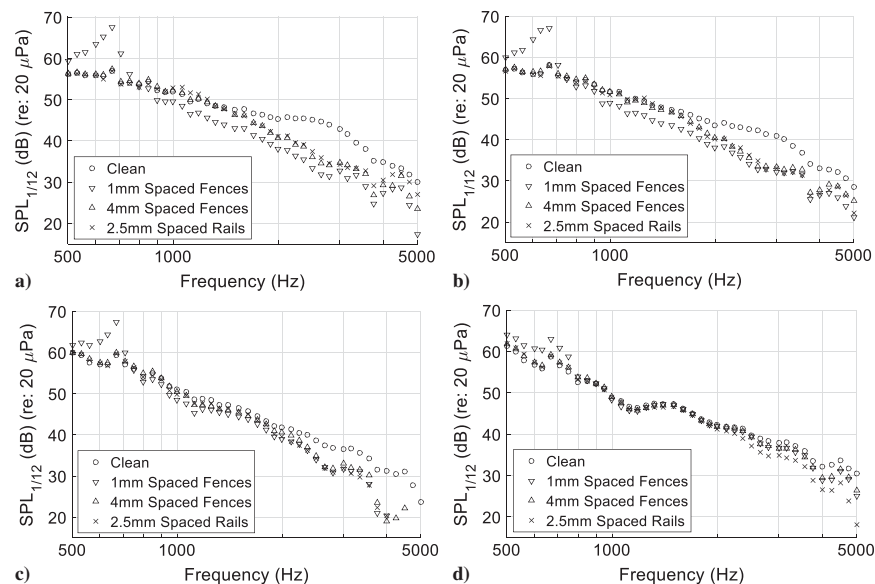 70
60
50
40
30
20
SPL1/12 (dB) (re: 20 μPa)
Clean
1mm Spaced Fences
4mm Spaced Fences
2.5mm Spaced Rails
500
1000
5000
Frequency (Hz)
a)
70
60
50
40
30
20
SPL1/12 (dB) (re: 20 μPa)
Clean
1mm Spaced Fences
4mm Spaced Fences
2.5mm Spaced Rails
500
1000
5000
Frequency (Hz)
b)
70
60
50
40
30
20
SPL1/12 (dB) (re: 20 μPa)
Clean
1mm Spaced Fences
4mm Spaced Fences
2.5mm Spaced Rails
500
1000
5000
Frequency (Hz)
c)
70
60
50
40
30
20
SPL1/12 (dB) (re: 20 μPa)
Clean
1mm Spaced Fences
4mm Spaced Fences
2.5mm Spaced Rails
500
1000
5000
Frequency (Hz)
d)